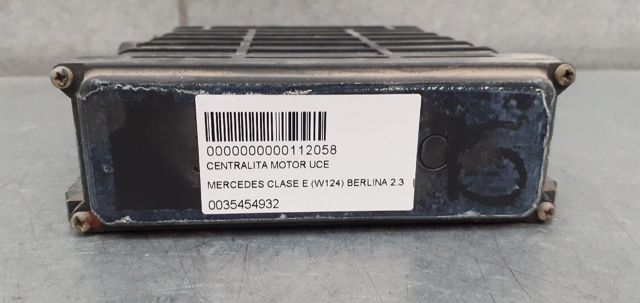 0000000000112058
CENTRALITA MOTOR UCE
MERCEDES CLASE E (W124) BERLINA 2.3
0035454932